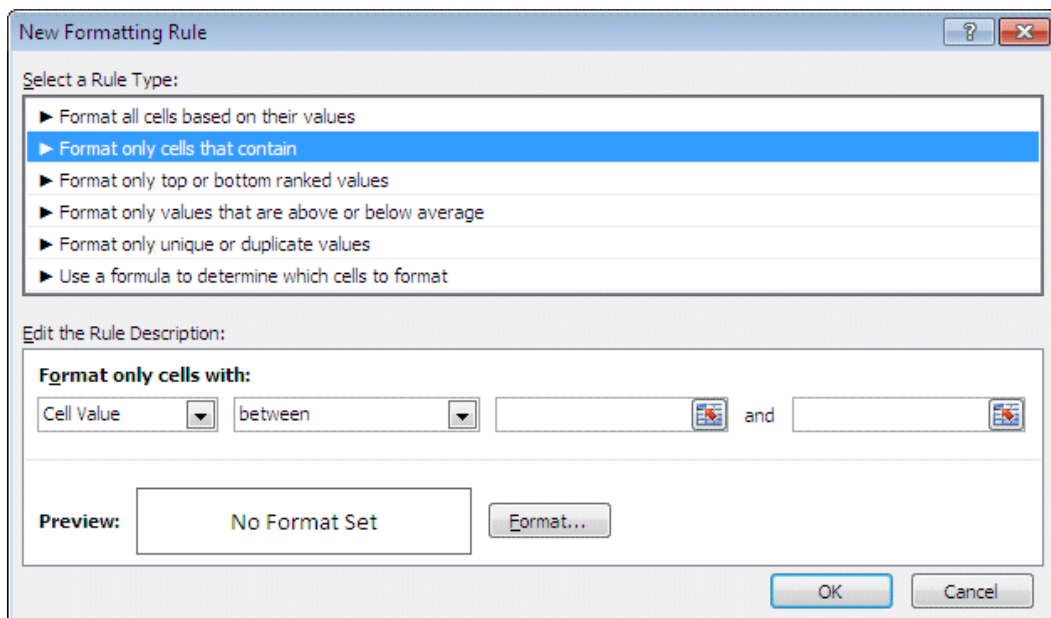 New Formatting Rule
Select a Rule Type:
► Format all cells based on their values
► Format only cells that contain
► Format only top or bottom ranked values
► Format only values that are above or below average
► Format only unique or duplicate values
► Use a formula to determine which cells to format
Edit the Rule Description:
Format only cells with:
Cell Value between and
Preview: No Format Set Format...
OK Cancel